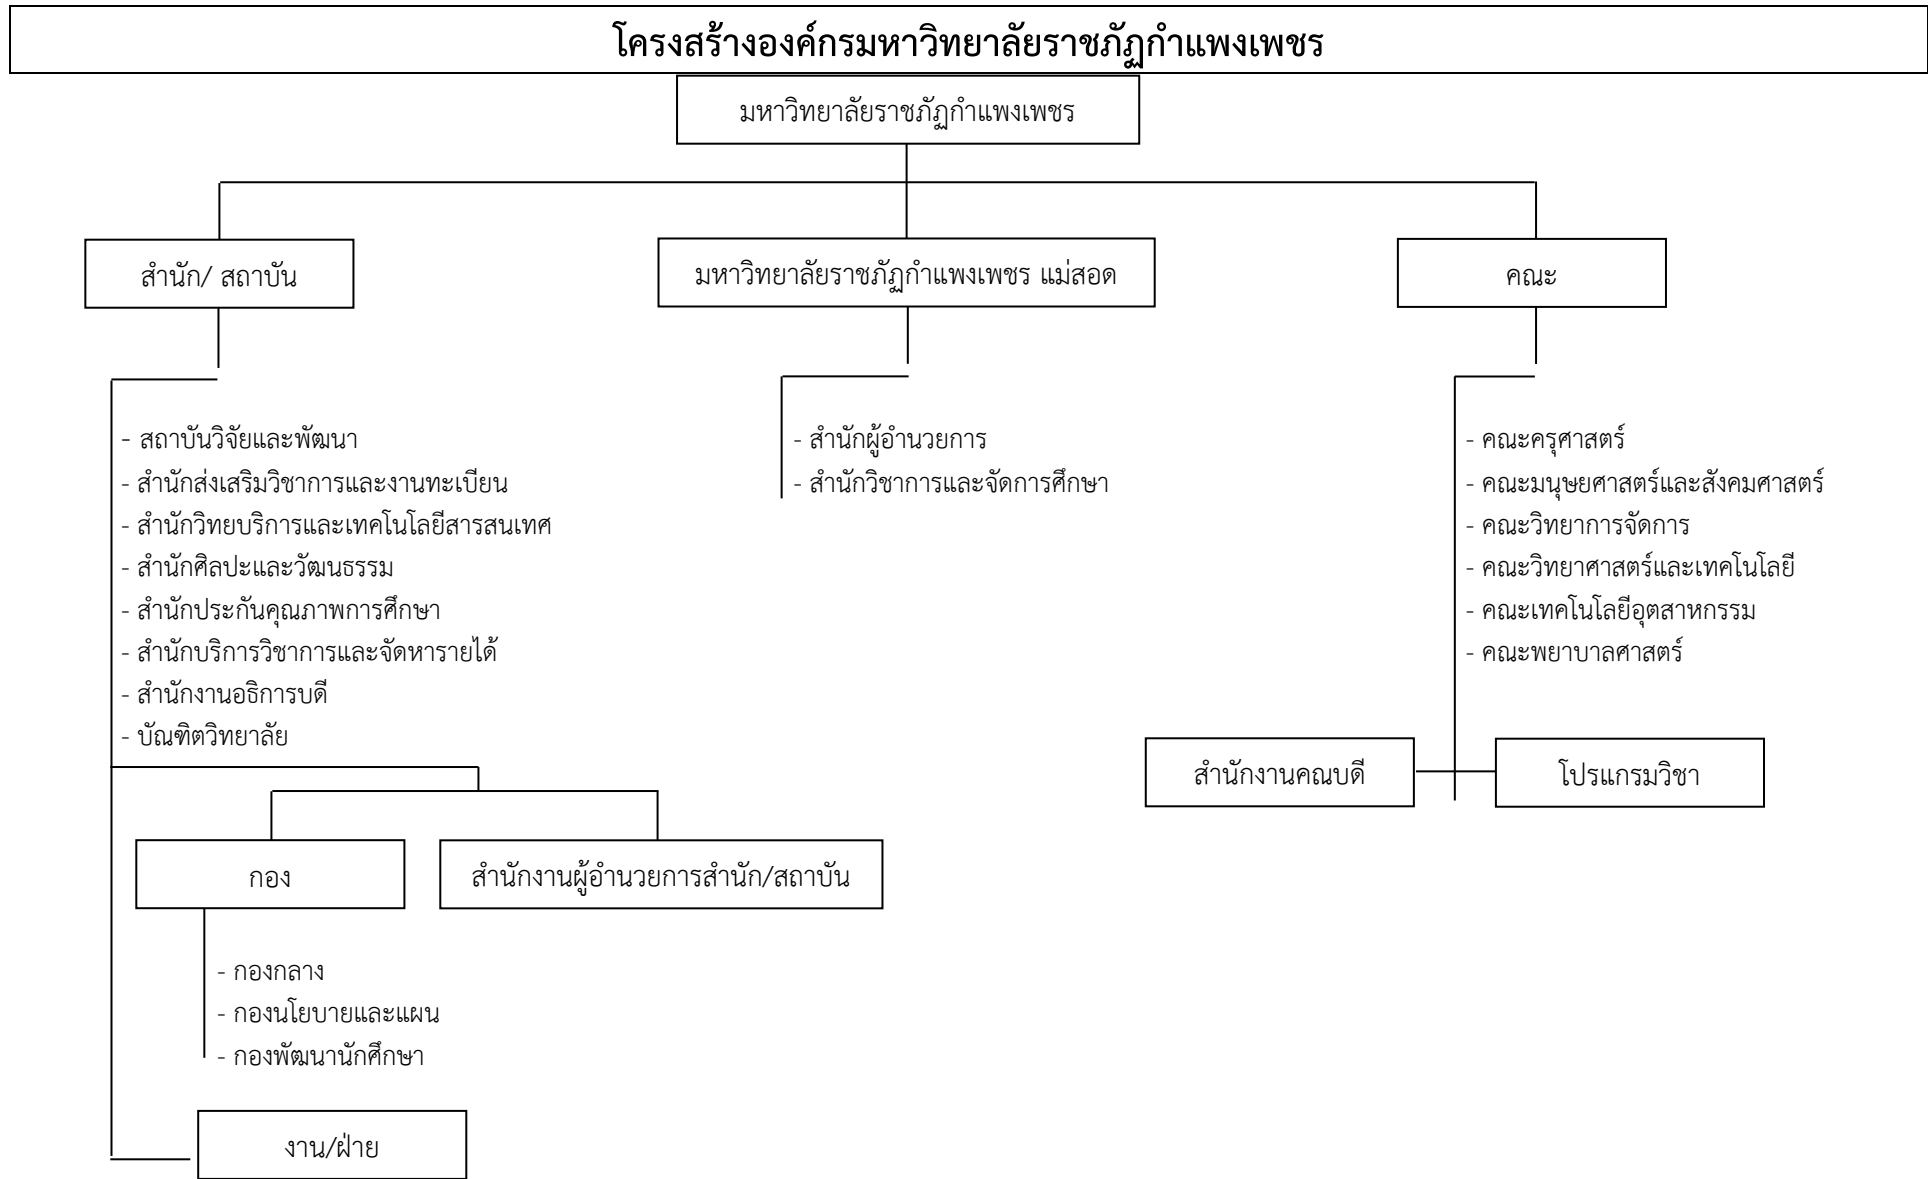 โครงสร้างองค์กรมหาวิทยาลัยราชภัฏกำแพงเพชร
มหาวิทยาลัยราชภัฏกำแพงเพชร
สำนัก/ สถาบัน
มหาวิทยาลัยราชภัฏกำแพงเพชร แม่สอด
คณะ
- สถาบันวิจัยและพัฒนา
- สำนักส่งเสริมวิชาการและงานทะเบียน
- สำนักวิทยบริการและเทคโนโลยีสารสนเทศ
- สำนักศิลปะและวัฒนธรรม
- สำนักประกันคุณภาพการศึกษา
- สำนักบริการวิชาการและจัดหารายได้
- สำนักงานอธิการบดี
- บัณฑิตวิทยาลัย
- สำนักผู้อำนวยการ
- สำนักวิชาการและจัดการศึกษา
- คณะครุศาสตร์
- คณะมนุษยศาสตร์และสังคมศาสตร์
- คณะวิทยาการจัดการ
- คณะวิทยาศาสตร์และเทคโนโลยี
- คณะเทคโนโลยีอุตสาหกรรม
- คณะพยาบาลศาสตร์
สำนักงานคณบดี
โปรแกรมวิชา
กอง
สำนักงานผู้อำนวยการสำนัก/สถาบัน
- กองกลาง
- กองนโยบายและแผน
- กองพัฒนานักศึกษา
งาน/ฝ่าย